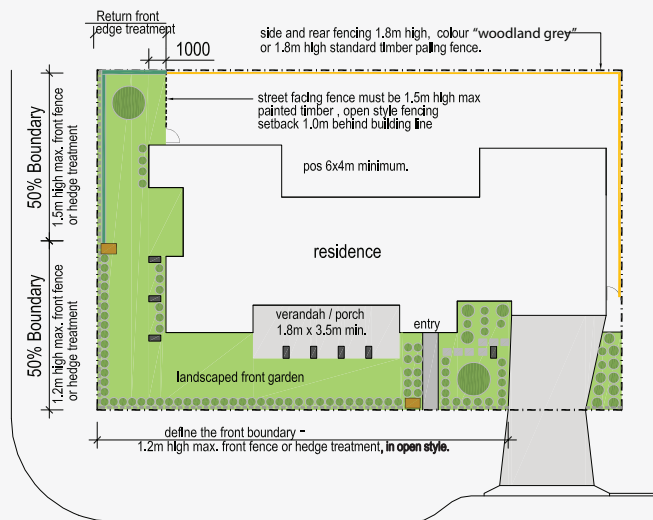 Return front
edge treatment
1000
side and rear fencing 1.8m high, colour "woodland grey"
or 1.8m high standard timber paling fence.
street facing fence must be 1.5m high max
painted timber , open style fencing
setback 1.0m behind building line
pos 6x4m minimum.
50% Boundary
1.5m high max. front fence
or hedge treatment
residence
50% Boundary
1.2m high max. front fence
or hedge treatment
verandah / porch
1.8m x 3.5m min.
entry
landscaped front garden
define the front boundary -
1.2m high max. front fence or hedge treatment, in open style.